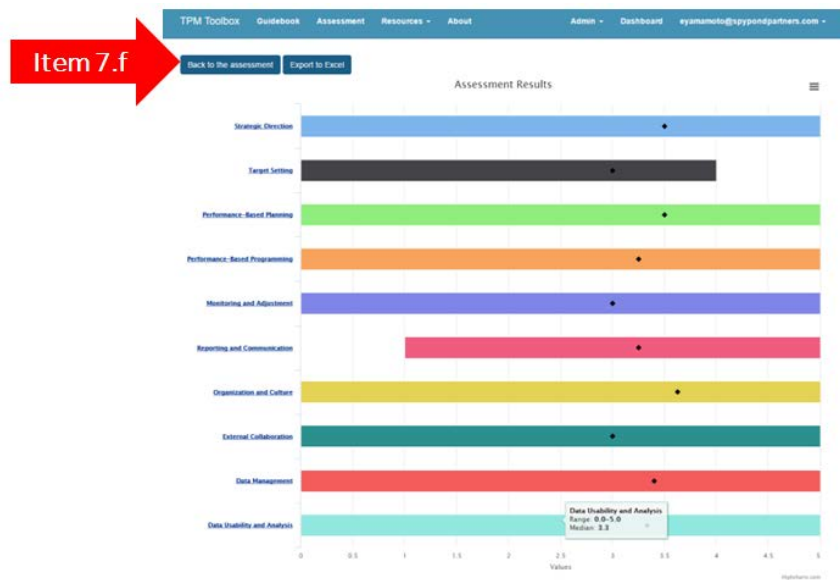 TPM Toolbox Guidebook Assessment Resources About Admin Dashboard eyamamoto@spypondpartners.com
Item 7.f
Back to the assessment Export to Excel
Assessment Results
Strategic Direction
Target Setting
Performance-Based Planning
Performance-Based Programming
Monitoring and Adjustment
Reporting and Communication
Organization and Culture
External Collaboration
Data Management
Data Usability and Analysis
Data Usability and Analysis
Range: 0.0-5.0
Median: 3.3
0 0.5 1 1.5 2 2.5 3 3.5 4 4.5 5
Values
Highcharts.com